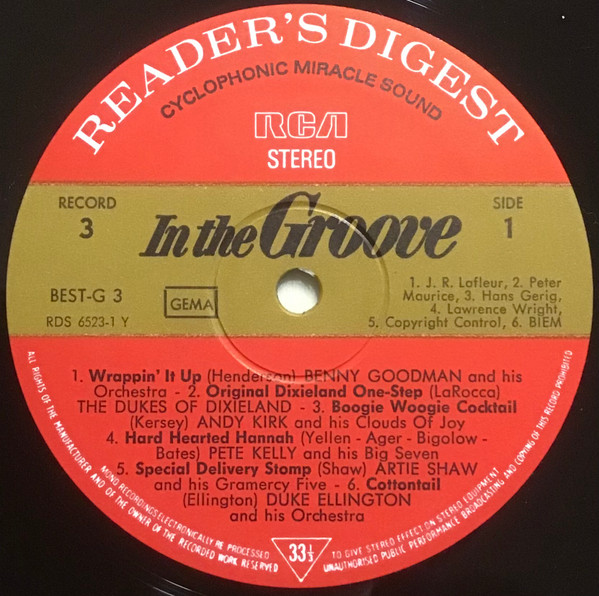 READER'S DIGEST
CYCLOPHONIC MIRACLE SOUND
RCA
STEREO
RECORD
3
In the Groove
SIDE
1
BEST-G 3
GEMA
RDS 6523-1 Y
1. J. R. Lafleur, 2. Peter
Maurice, 3. Hans Gerig,
4. Lawrence Wright,
5. Copyright Control, 6. BIEM
1. Wrappin' It Up (Henderson) BENNY GOODMAN and his
Orchestra - 2. Original Dixieland One-Step (LaRocca)
THE DUKES OF DIXIELAND - 3. Boogie Woogie Cocktail
(Kersey) ANDY KIRK and his Clouds Of Joy
4. Hard Hearted Hannah (Yellen - Ager - Bigolow -
Bates) PETE KELLY and his Big Seven
5. Special Delivery Stomp (Shaw) ARTIE SHAW
and his Gramercy Five - 6. Cottontail
(Ellington) DUKE ELLINGTON
and his Orchestra
ALL RIGHTS OF THE MANUFACTURER AND OF THE OWNER OF THE RECORDED WORK RESERVED
UNAUTHORISED PUBLIC PERFORMANCE BROADCASTING AND COPYING OF THIS RECORD PROHIBITED
MONO RECORDINGS ELECTRONICALLY RE-PROCESSED
TO GIVE STEREO EFFECT ON STEREO EQUIPMENT
33⅓